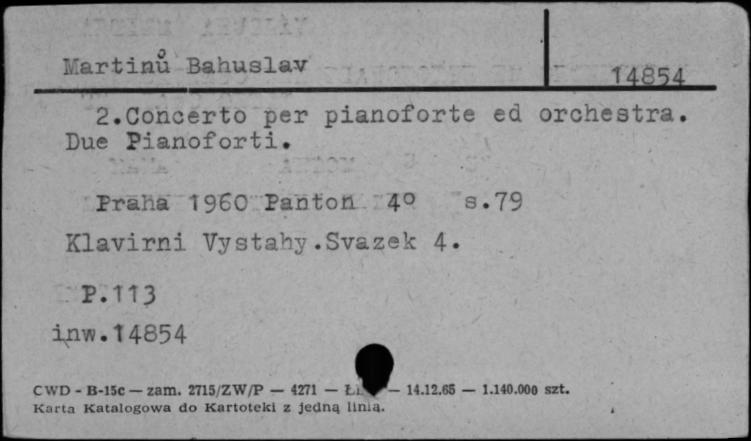 Martinů Bahuslav
14854
2.Concerto per pianoforte ed orchestra.
Due Pianoforti.
Praha 1960 Panton 4º s.79
Klavirni Vystahy.Svazek 4.
P.113
inw.14854
CWD - B-15c — zam. 2715/ZW/P — 4271 — — 14.12.65 — 1.140.000 szt.
Karta Katalogowa do Kartoteki z jedną linią.